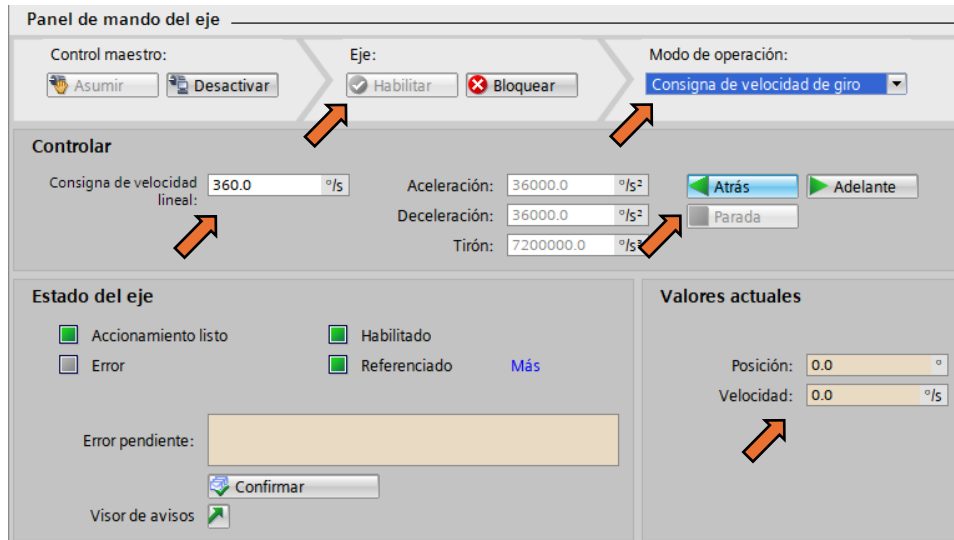 Panel de mando del eje
Control maestro:
Asumir
Desactivar
Eje:
Habilitar
Bloquear
Modo de operación:
Consigna de velocidad de giro
Controlar
Consigna de velocidad
lineal:
360.0 °/s
Aceleración: 36000.0 °/s²
Deceleración: 36000.0 °/s²
Tirón: 7200000.0 °/s³
Atrás
Adelante
Parada
Estado del eje
Accionamiento listo
Habilitado
Error
Referenciado
Más
Error pendiente:
Confirmar
Visor de avisos
Valores actuales
Posición: 0.0 °
Velocidad: 0.0 °/s